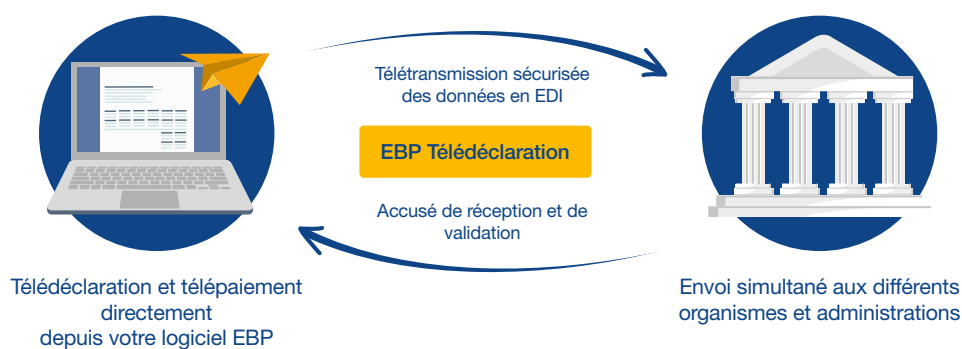 Télétransmission sécurisée
des données en EDI
EBP Télédéclaration
Accusé de réception et de
validation
Télédéclaration et télépaiement
directement
depuis votre logiciel EBP
Envoi simultané aux différents
organismes et administrations